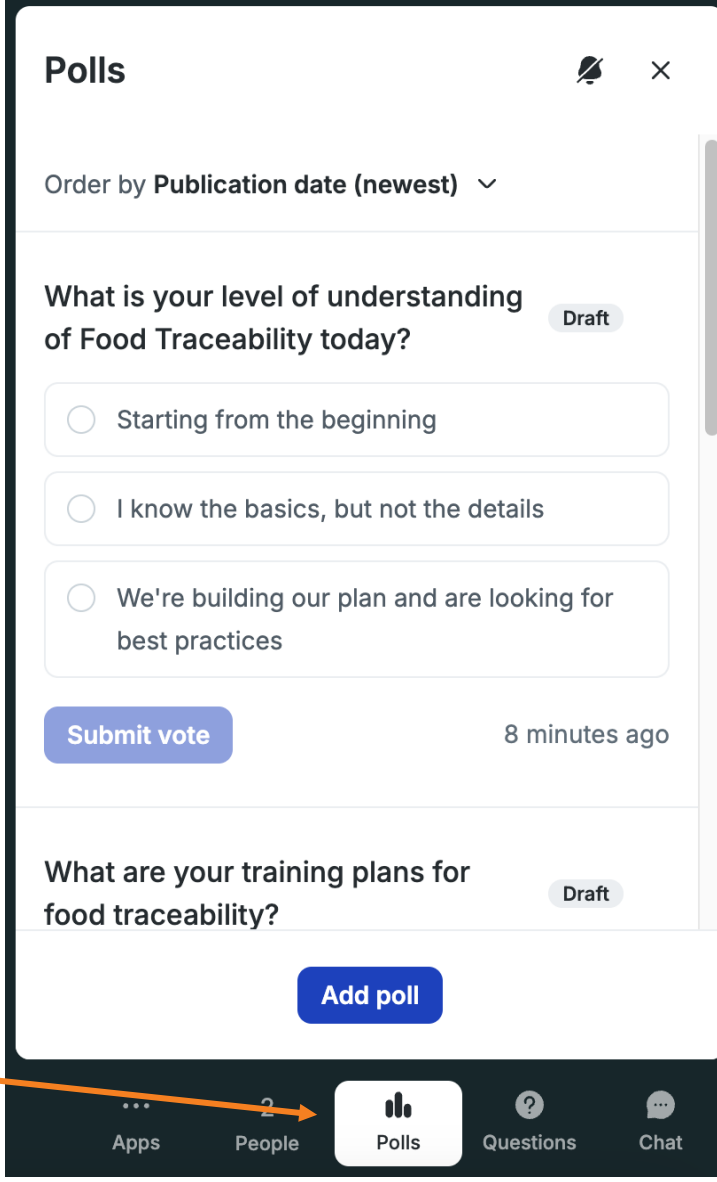 Polls
Order by Publication date (newest)
What is your level of understanding
of Food Traceability today?
Draft
Starting from the beginning
I know the basics, but not the details
We're building our plan and are looking for
best practices
Submit vote
8 minutes ago
What are your training plans for
food traceability?
Draft
Add poll
2
Apps
People
Polls
Questions
Chat